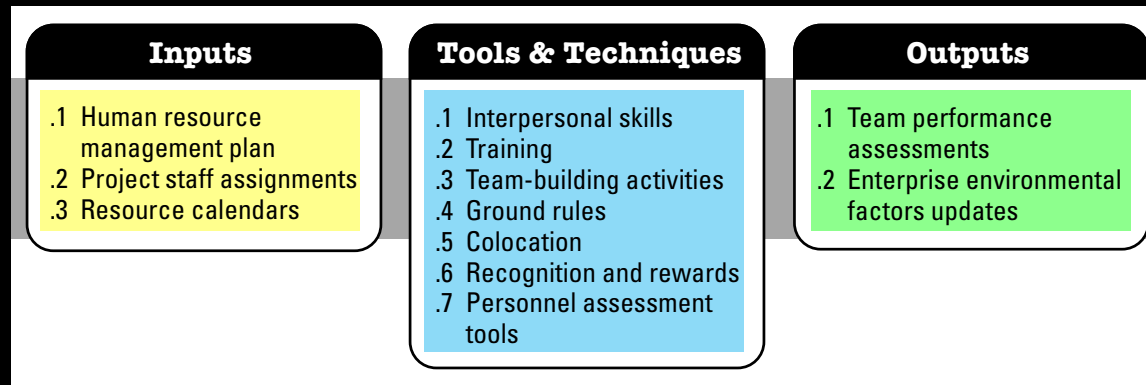 Inputs
.1 Human resource
management plan
.2 Project staff assignments
.3 Resource calendars
Tools & Techniques
.1 Interpersonal skills
.2 Training
.3 Team-building activities
.4 Ground rules
.5 Colocation
.6 Recognition and rewards
.7 Personnel assessment
tools
Outputs
.1 Team performance
assessments
.2 Enterprise environmental
factors updates